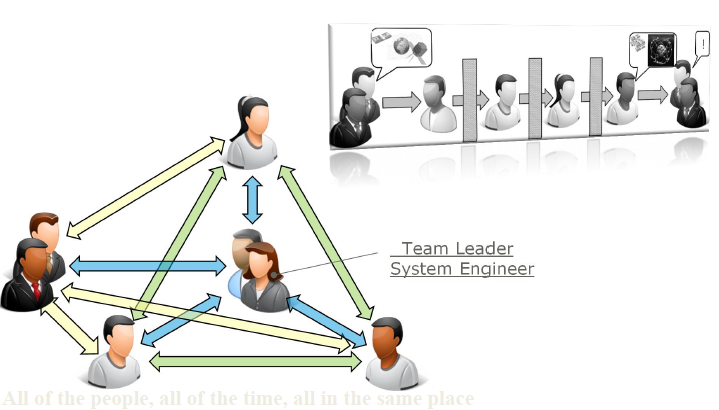 !
Team Leader
System Engineer
All of the people, all of the time, all in the same place